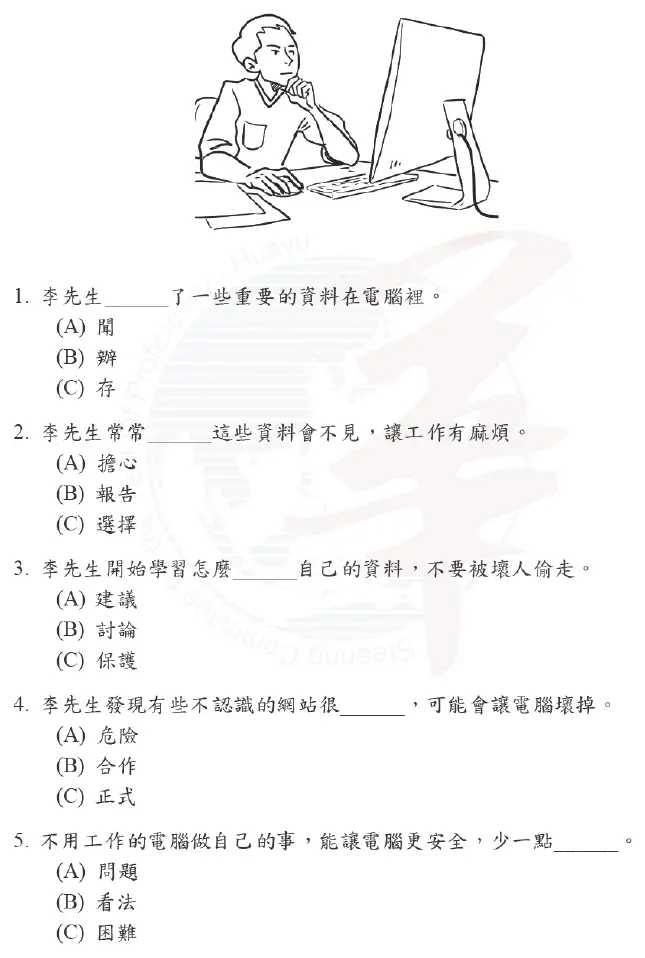 1. 李先生______了一些重要的資料在電腦裡。
(A) 聞
(B) 辦
(C) 存
2. 李先生常常______這些資料會不見，讓工作有麻煩。
(A) 擔心
(B) 報告
(C) 選擇
3. 李先生開始學習怎麼______自己的資料，不要被壞人偷走。
(A) 建議
(B) 討論
(C) 保護
4. 李先生發現有些不認識的網站很______，可能會讓電腦壞掉。
(A) 危險
(B) 合作
(C) 正式
5. 不用工作的電腦做自己的事，能讓電腦更安全，少一點______。
(A) 問題
(B) 看法
(C) 困難